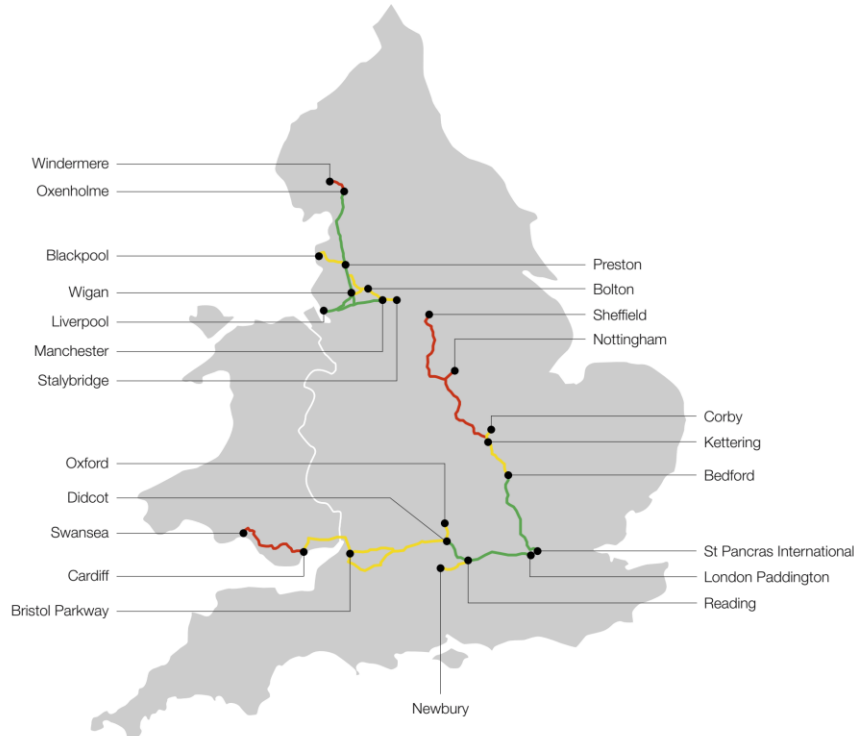 Windermere
Oxenholme
Blackpool
Wigan
Liverpool
Manchester
Stalybridge
Oxford
Didcot
Swansea
Cardiff
Bristol Parkway
Preston
Bolton
Sheffield
Nottingham
Corby
Kettering
Bedford
St Pancras International
London Paddington
Reading
Newbury